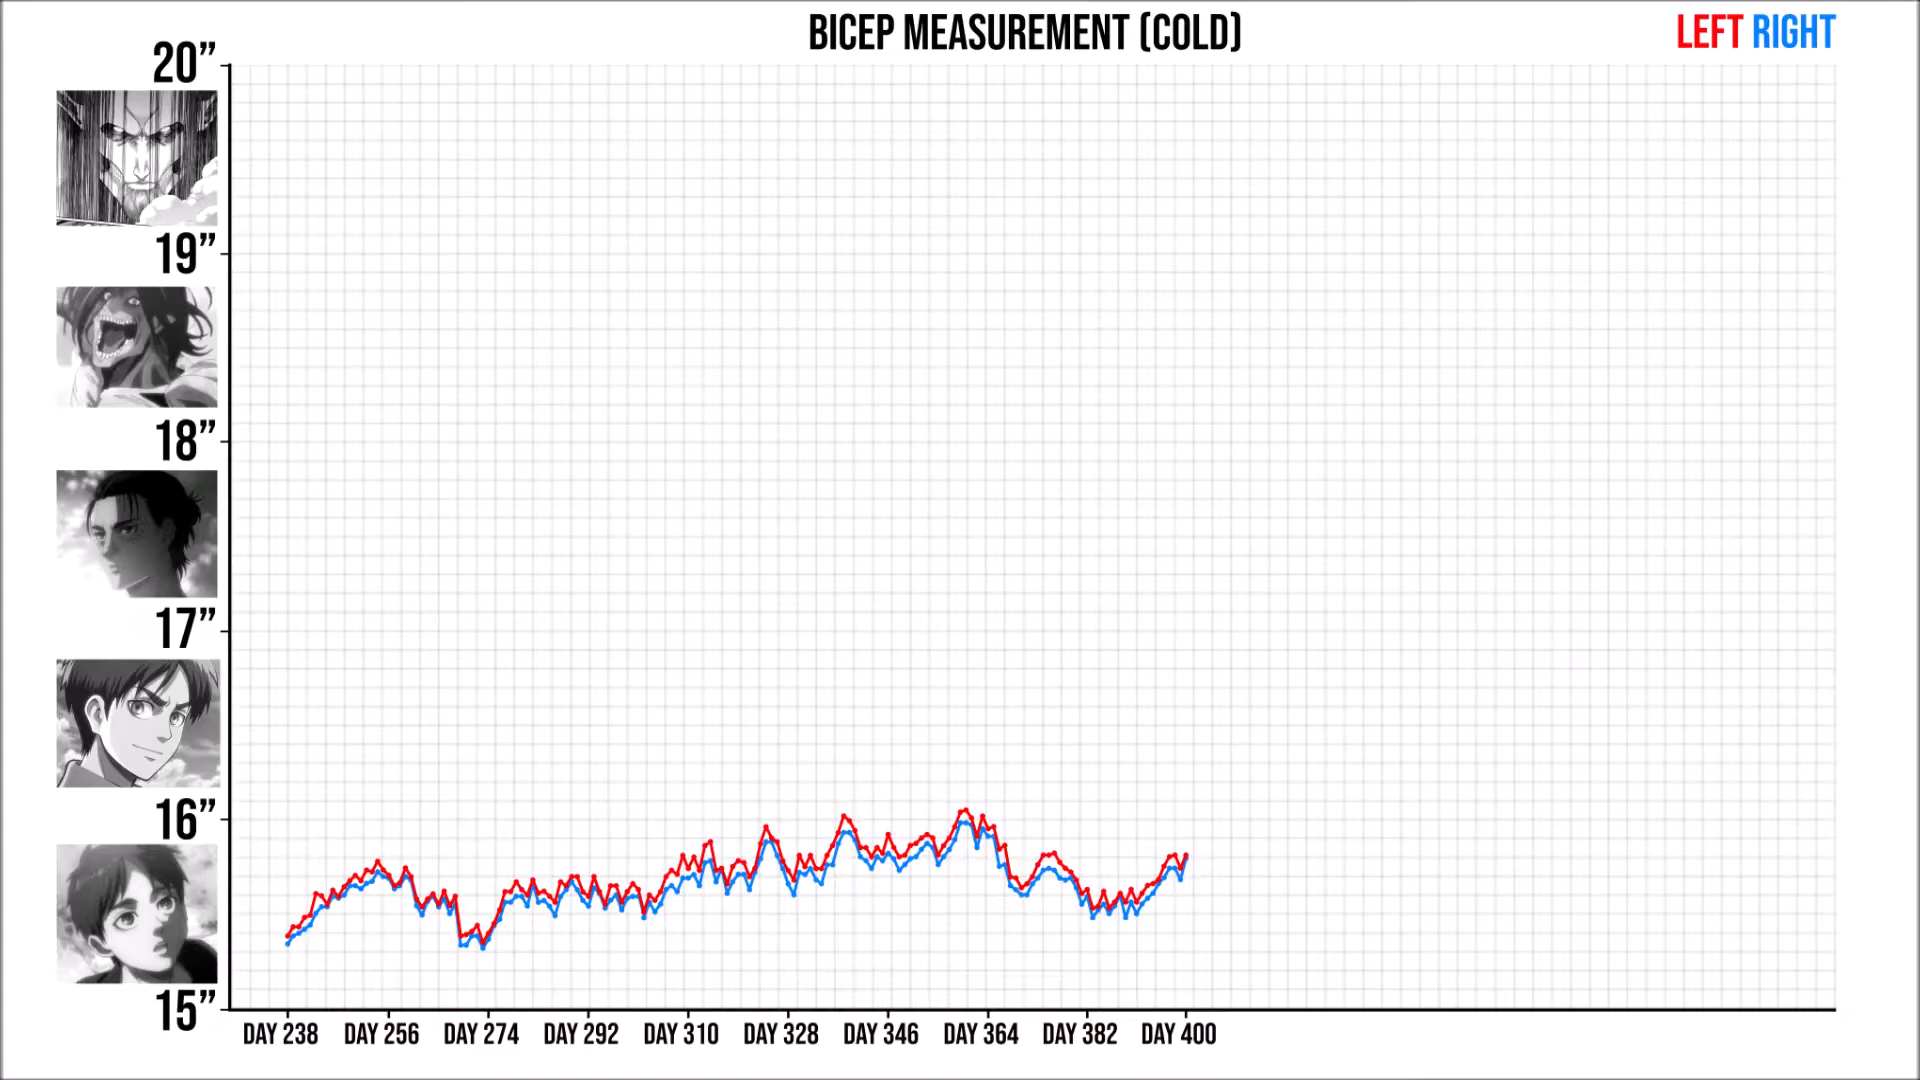 BICEP MEASUREMENT (COLD)
LEFT RIGHT
20”
19”
18”
17”
16”
15”
DAY 238 DAY 256 DAY 274 DAY 292 DAY 310 DAY 328 DAY 346 DAY 364 DAY 382 DAY 400